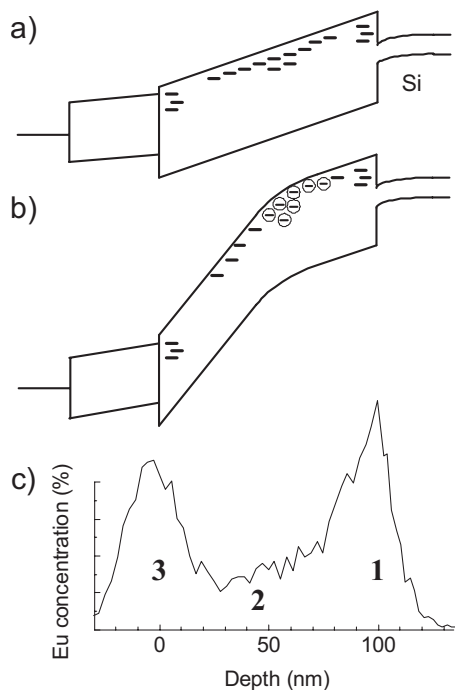 a)
Si
b)
c)
Eu concentration (%)
3
2
1
0
50
100
Depth (nm)